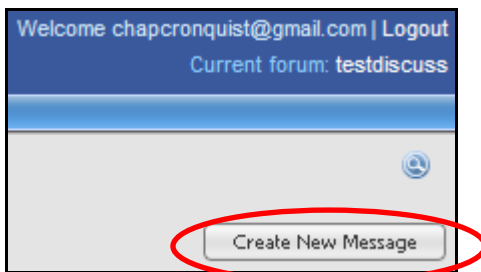 Welcome chapcronquist@gmail.com | Logout
Current forum: testdiscuss
Create New Message